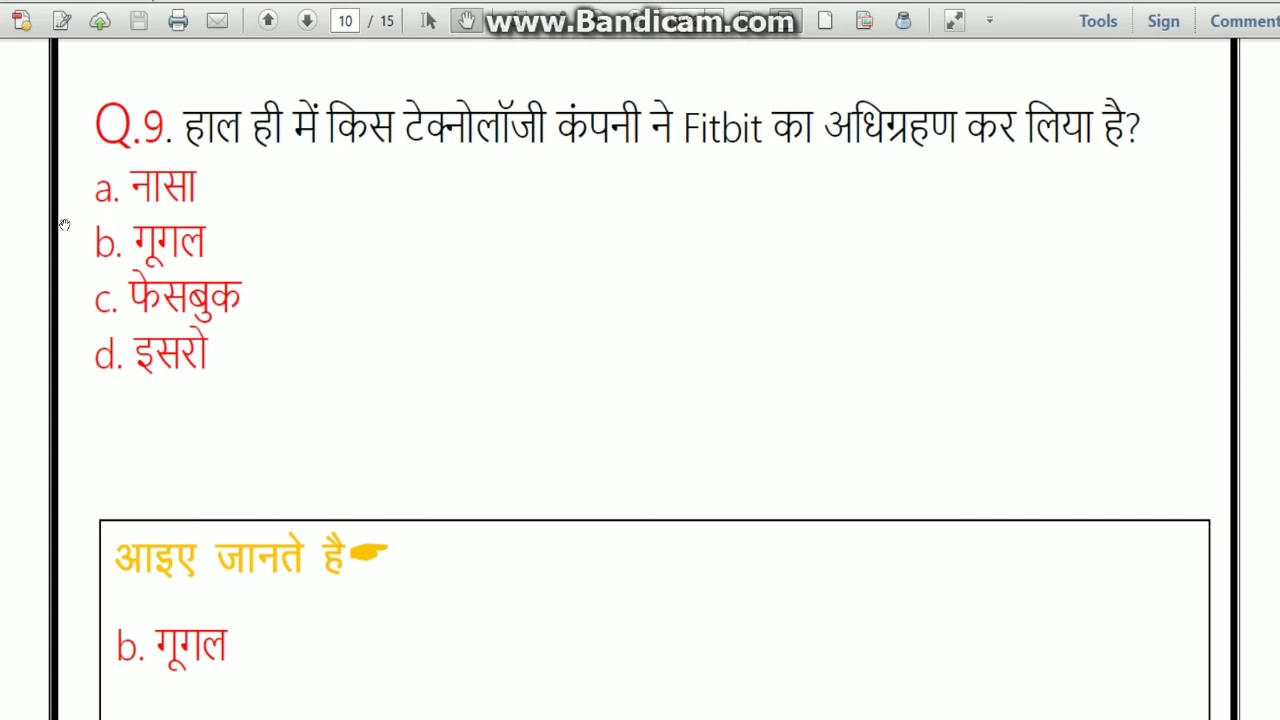 10 / 15 www.Bandicam.com Tools Sign Comment
Q.9. हाल ही में किस टेक्नोलॉजी कंपनी ने Fitbit का अधिग्रहण कर लिया है?
a. नासा
b. गूगल
c. फेसबुक
d. इसरो
आइए जानते है
b. गूगल